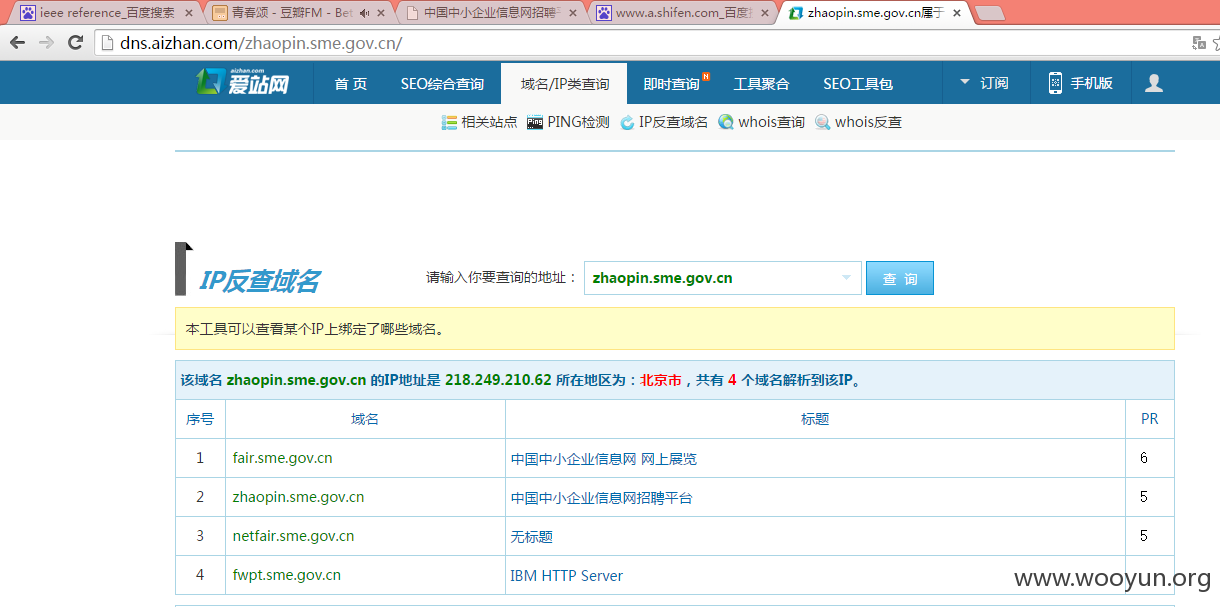 ieee reference_百度搜索
青春颂 - 豆瓣FM - Bet
中国中小企业信息网招聘平
www.a.shifen.com_百度搜
zhaopin.sme.gov.cn属于
dns.aizhan.com/zhaopin.sme.gov.cn/
aizhan.com
爱站网
首 页
SEO综合查询
域名/IP类查询
即时查询
N
工具聚合
SEO工具包
订阅
手机版
相关站点
Ping
PING检测
IP反查域名
whois查询
whois反查
IP反查域名
请输入你要查询的地址：
zhaopin.sme.gov.cn
查 询
本工具可以查看某个IP上绑定了哪些域名。
该域名 zhaopin.sme.gov.cn 的IP地址是 218.249.210.62 所在地区为：北京市，共有 4 个域名解析到该IP。
序号 域名 标题 PR
1 fair.sme.gov.cn 中国中小企业信息网 网上展览 6
2 zhaopin.sme.gov.cn 中国中小企业信息网招聘平台 5
3 netfair.sme.gov.cn 无标题 5
4 fwpt.sme.gov.cn IBM HTTP Server
www.wooyun.org